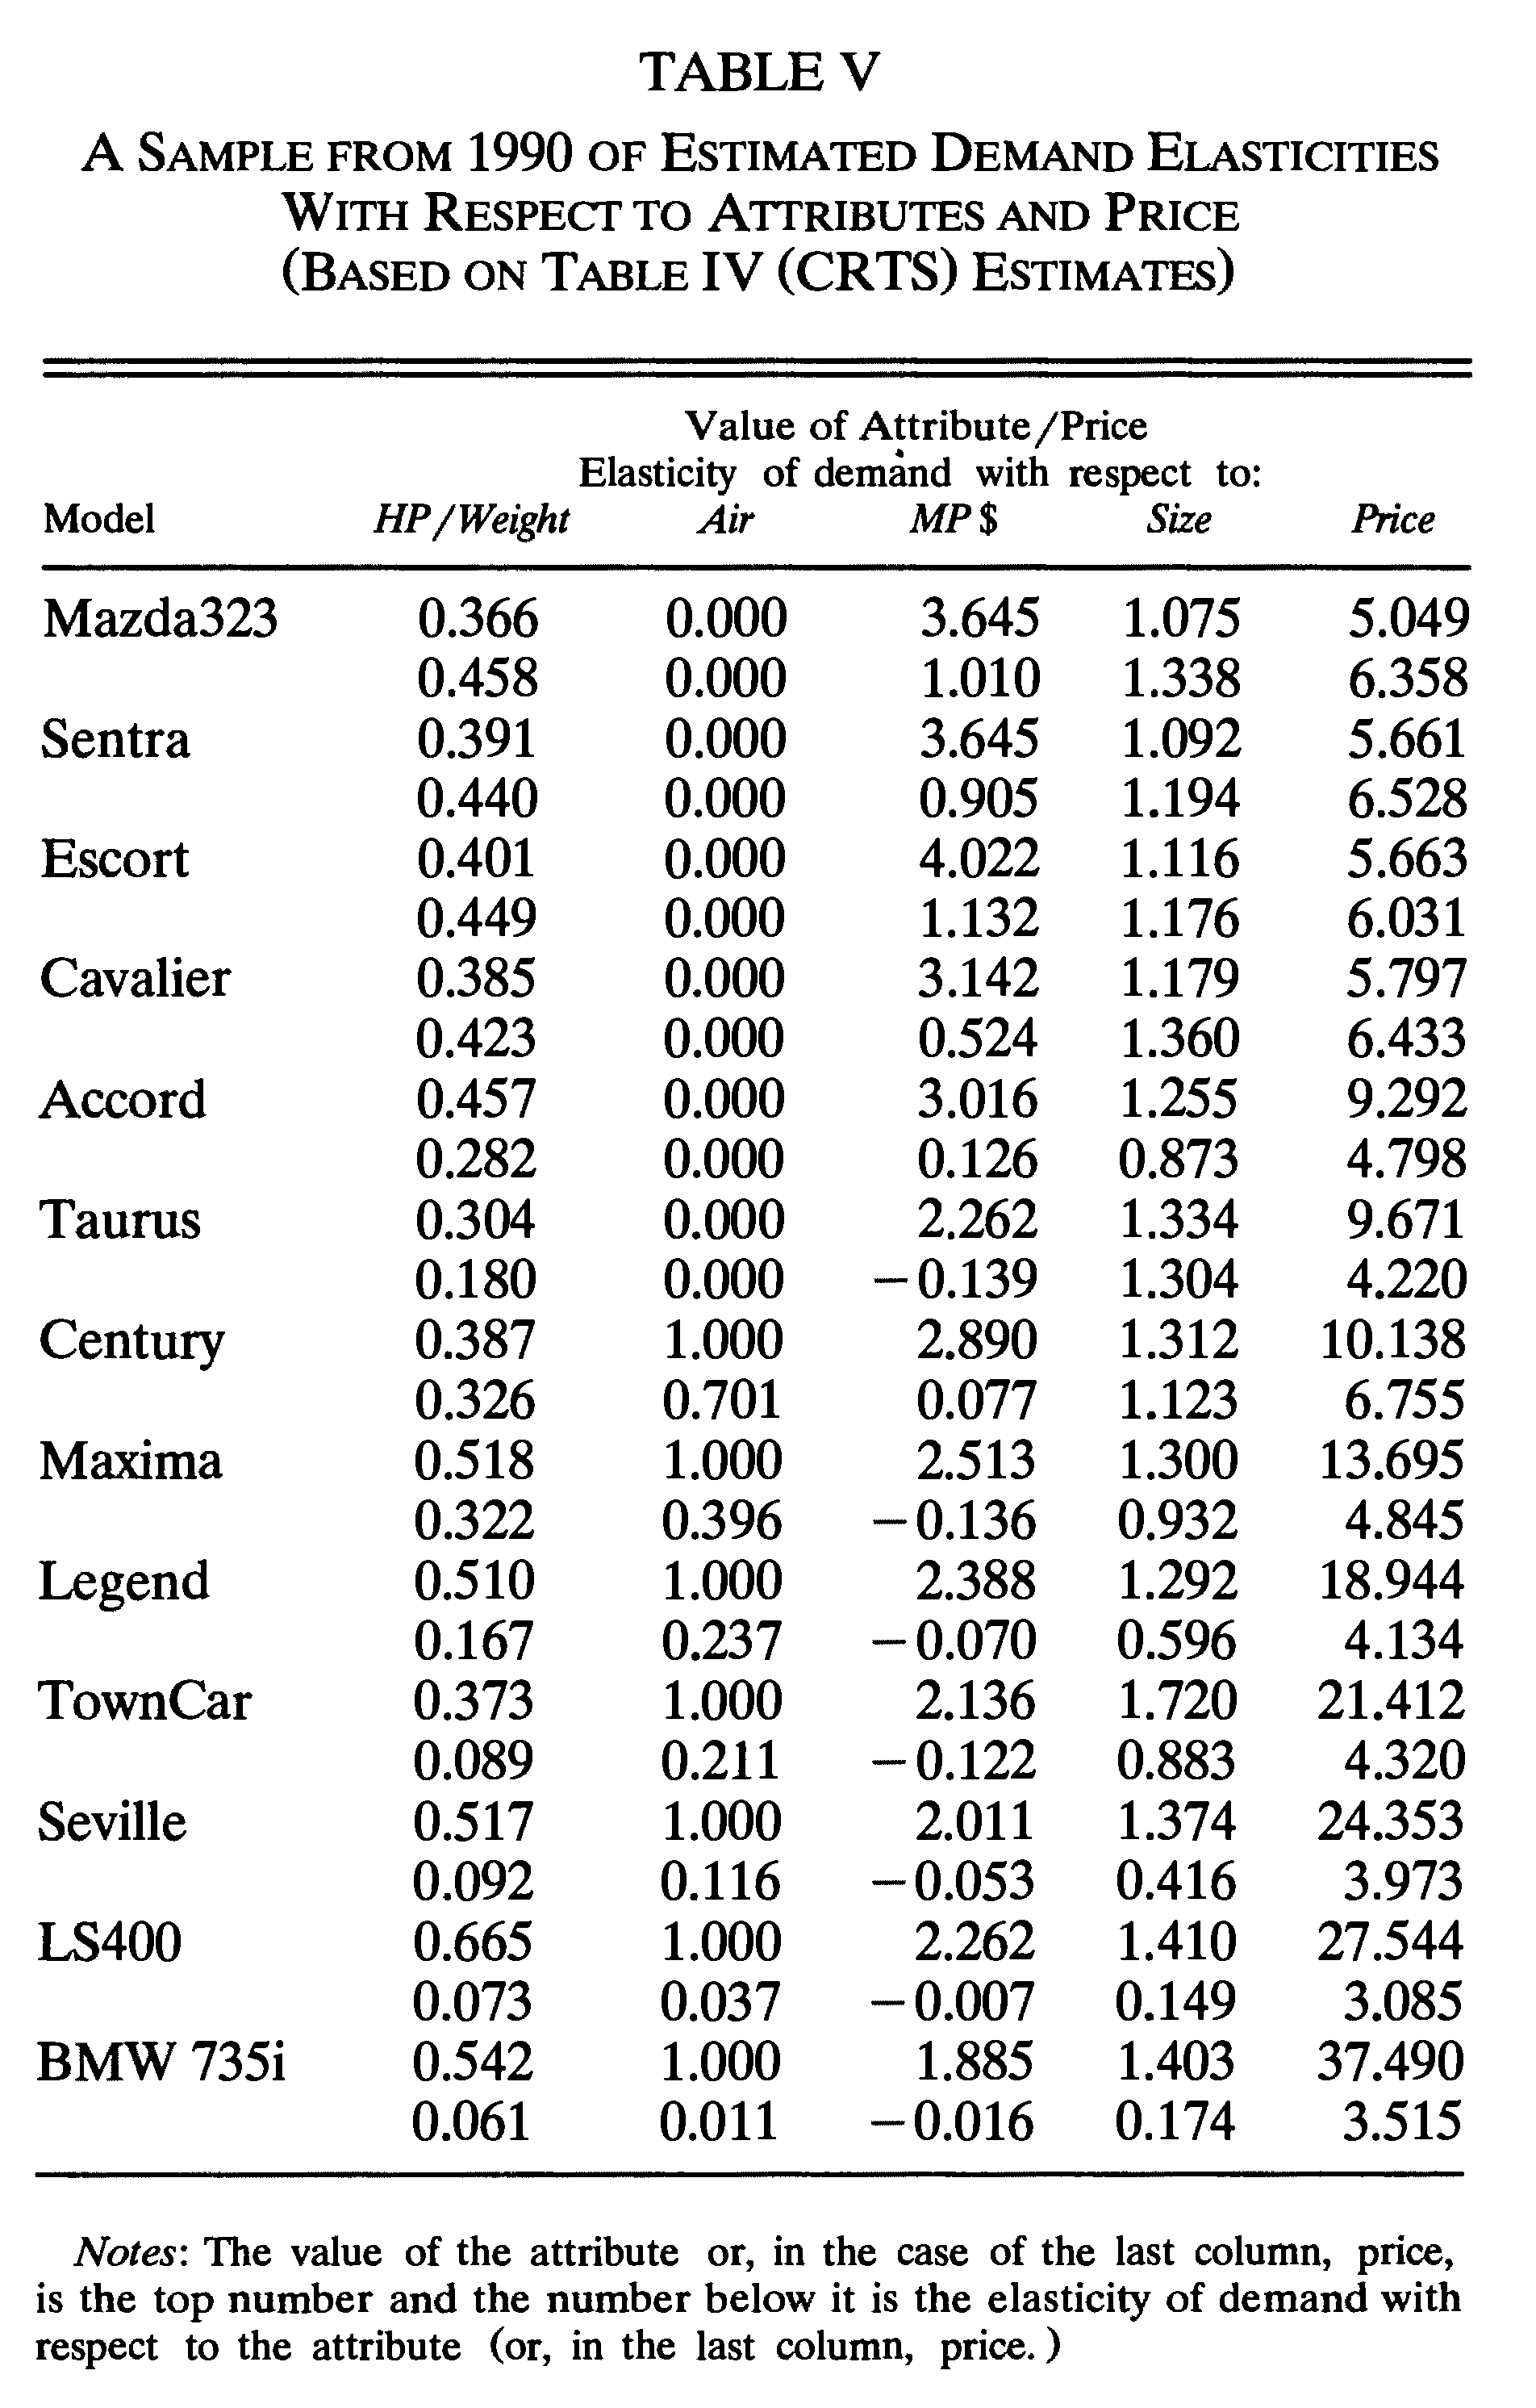 TABLE V
A SAMPLE FROM 1990 OF ESTIMATED DEMAND ELASTICITIES
WITH RESPECT TO ATTRIBUTES AND PRICE
(BASED ON TABLE IV (CRTS) ESTIMATES)
Value of Attribute/Price
Elasticity of demand with respect to:
Model HP/Weight Air MP$ Size Price
Mazda323 0.366 0.000 3.645 1.075 5.049
0.458 0.000 1.010 1.338 6.358
Sentra 0.391 0.000 3.645 1.092 5.661
0.440 0.000 0.905 1.194 6.528
Escort 0.401 0.000 4.022 1.116 5.663
0.449 0.000 1.132 1.176 6.031
Cavalier 0.385 0.000 3.142 1.179 5.797
0.423 0.000 0.524 1.360 6.433
Accord 0.457 0.000 3.016 1.255 9.292
0.282 0.000 0.126 0.873 4.798
Taurus 0.304 0.000 2.262 1.334 9.671
0.180 0.000 −0.139 1.304 4.220
Century 0.387 1.000 2.890 1.312 10.138
0.326 0.701 0.077 1.123 6.755
Maxima 0.518 1.000 2.513 1.300 13.695
0.322 0.396 −0.136 0.932 4.845
Legend 0.510 1.000 2.388 1.292 18.944
0.167 0.237 −0.070 0.596 4.134
TownCar 0.373 1.000 2.136 1.720 21.412
0.089 0.211 −0.122 0.883 4.320
Seville 0.517 1.000 2.011 1.374 24.353
0.092 0.116 −0.053 0.416 3.973
LS400 0.665 1.000 2.262 1.410 27.544
0.073 0.037 −0.007 0.149 3.085
BMW 735i 0.542 1.000 1.885 1.403 37.490
0.061 0.011 −0.016 0.174 3.515
Notes: The value of the attribute or, in the case of the last column, price,
is the top number and the number below it is the elasticity of demand with
respect to the attribute (or, in the last column, price.)